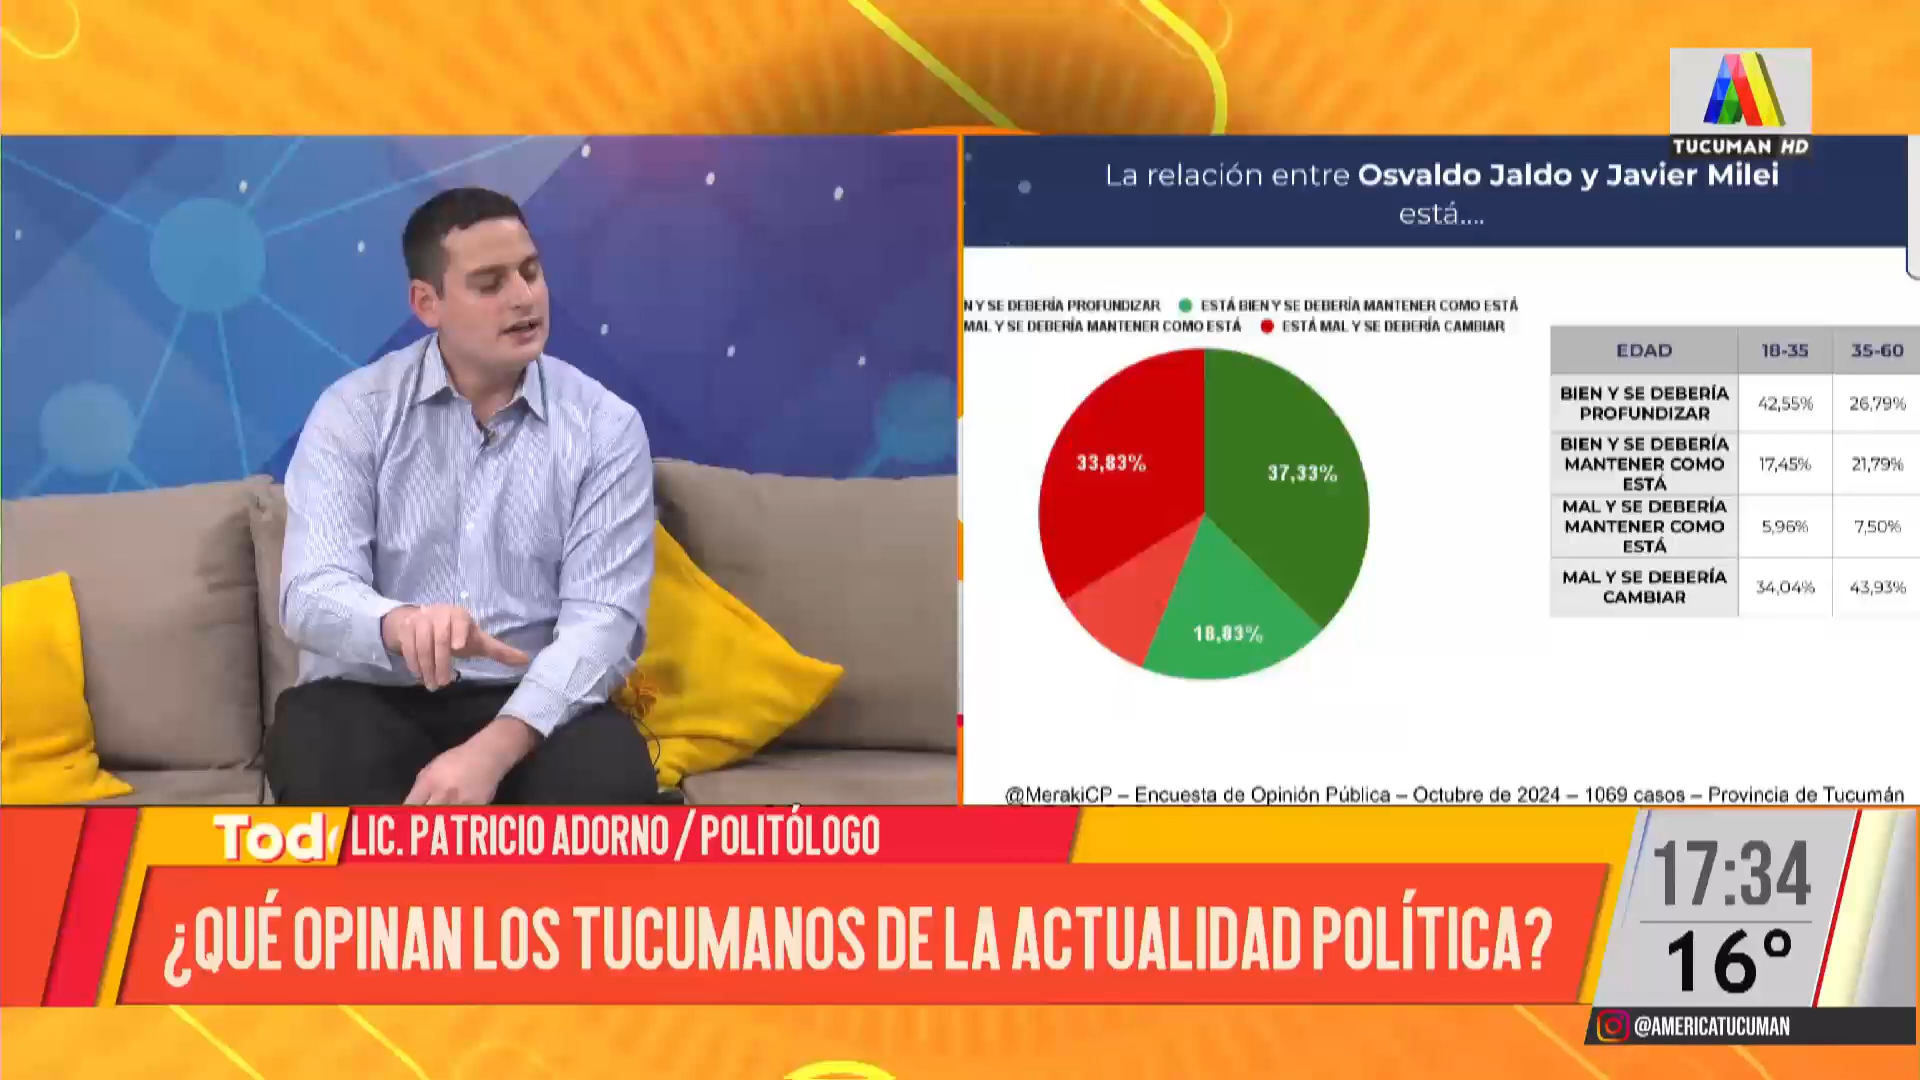 TUCUMAN HD
La relación entre Osvaldo Jaldo y Javier Milei
está....
Y SE DEBERÍA PROFUNDIZAR
ESTÁ BIEN Y SE DEBERÍA MANTENER COMO ESTÁ
MAL Y SE DEBERÍA MANTENER COMO ESTÁ
ESTÁ MAL Y SE DEBERÍA CAMBIAR
33,83%
37,33%
18,83%
EDAD 18-35 35-60
BIEN Y SE DEBERÍA
PROFUNDIZAR
42,55% 26,79%
BIEN Y SE DEBERÍA
MANTENER COMO
ESTÁ
17,45% 21,79%
MAL Y SE DEBERÍA
MANTENER COMO
ESTÁ
5,96% 7,50%
MAL Y SE DEBERÍA
CAMBIAR
34,04% 43,93%
@MerakiCP – Encuesta de Opinión Pública – Octubre de 2024 – 1069 casos – Provincia de Tucumán
LIC. PATRICIO ADORNO / POLITÓLOGO
¿QUÉ OPINAN LOS TUCUMANOS DE LA ACTUALIDAD POLÍTICA?
17:34
16°
@AMERICATUCUMAN